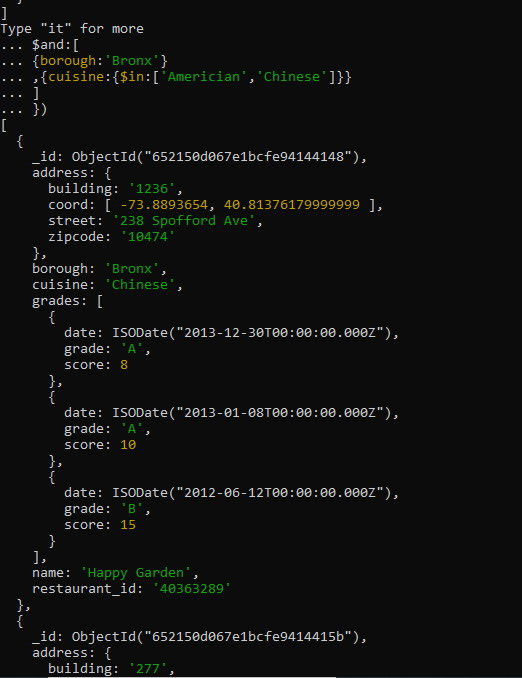 }
]
Type "it" for more
... $and:[
... {borough:'Bronx'}
... ,{cuisine:{$in:['Americian','Chinese']}}
... ]
... })
[
  {
    _id: ObjectId("652150d067e1bcfe94144148"),
    address: {
      building: '1236',
      coord: [ -73.8893654, 40.81376179999999 ],
      street: '238 Spofford Ave',
      zipcode: '10474'
    },
    borough: 'Bronx',
    cuisine: 'Chinese',
    grades: [
      {
        date: ISODate("2013-12-30T00:00:00.000Z"),
        grade: 'A',
        score: 8
      },
      {
        date: ISODate("2013-01-08T00:00:00.000Z"),
        grade: 'A',
        score: 10
      },
      {
        date: ISODate("2012-06-12T00:00:00.000Z"),
        grade: 'B',
        score: 15
      }
    ],
    name: 'Happy Garden',
    restaurant_id: '40363289'
  },
  {
    _id: ObjectId("652150d067e1bcfe9414415b"),
    address: {
      building: '277',